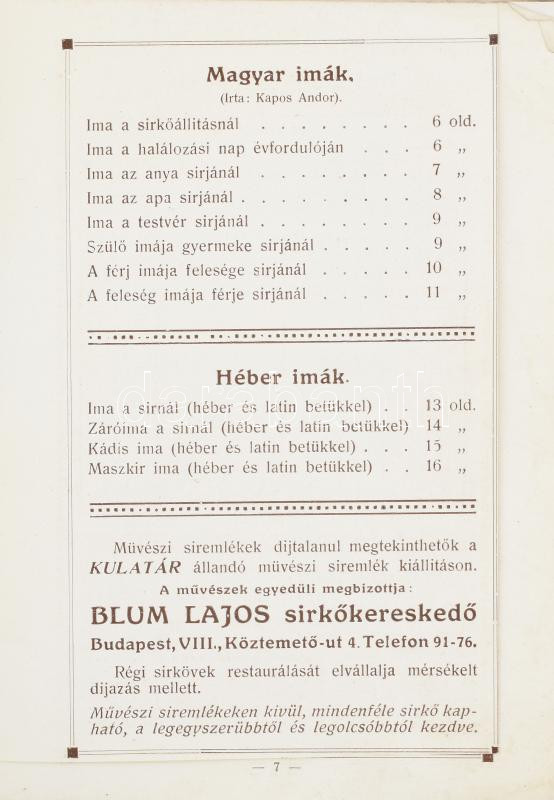 Magyar imák.
(Irta: Kapos Andor).
Ima a sirkőállitásnál . . . . . . . . 6 old.
Ima a halálozási nap évfordulóján . . . 6 „
Ima az anya sirjánál . . . . . . . . 7 „
Ima az apa sirjánál . . . . . . . . . 8 „
Ima a testvér sirjánál . . . . . . . . 9 „
Szülő imája gyermeke sirjánál . . . . . 9 „
A férj imája felesége sirjánál . . . . . 10 „
A feleség imája férje sirjánál . . . . . 11 „
Héber imák.
Ima a sirnál (héber és latin betükkel) . . 13 old.
Záróima a sirnál (héber és latin betükkel) 14 „
Kádis ima (héber és latin betükkel) . . . 15 „
Maszkir ima (héber és latin betükkel) . . 16 „
darabanth
Müvészi siremlékek dijtalanul megtekinthetők a
KULATÁR állandó müvészi siremlék kiállitáson.
A művészek egyedüli megbizottja:
BLUM LAJOS sirkőkereskedő
Budapest, VIII., Köztemető-ut 4. Telefon 91-76.
Régi sirkövek restaurálását elvállalja mérsékelt
dijazás mellett.
Művészi siremlékeken kivül, mindenféle sirkő kap-
ható, a legegyszerübbtől és legolcsóbbtól kezdve.
— 7 —